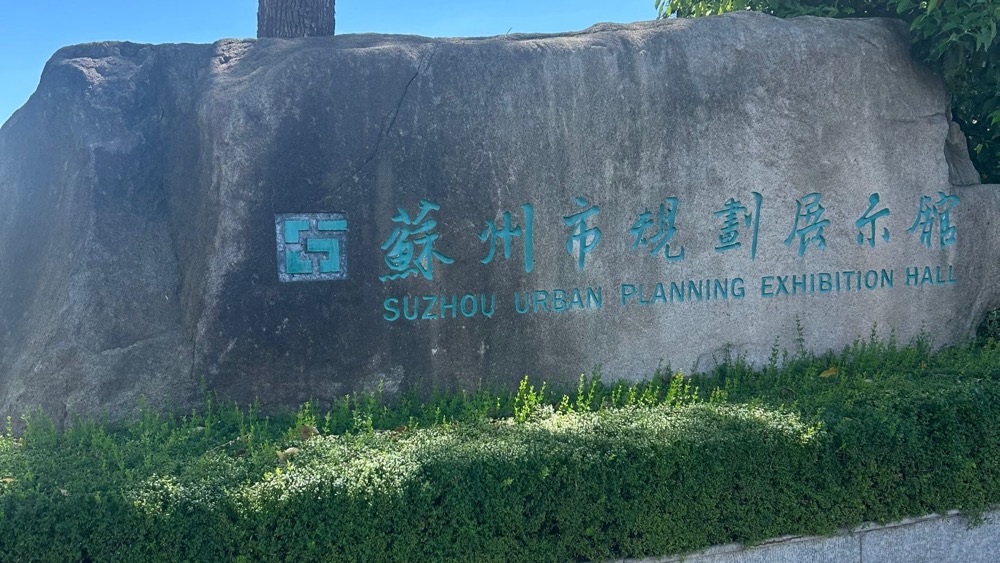 蘇州市規劃展示館
SUZHOU URBAN PLANNING EXHIBITION HALL